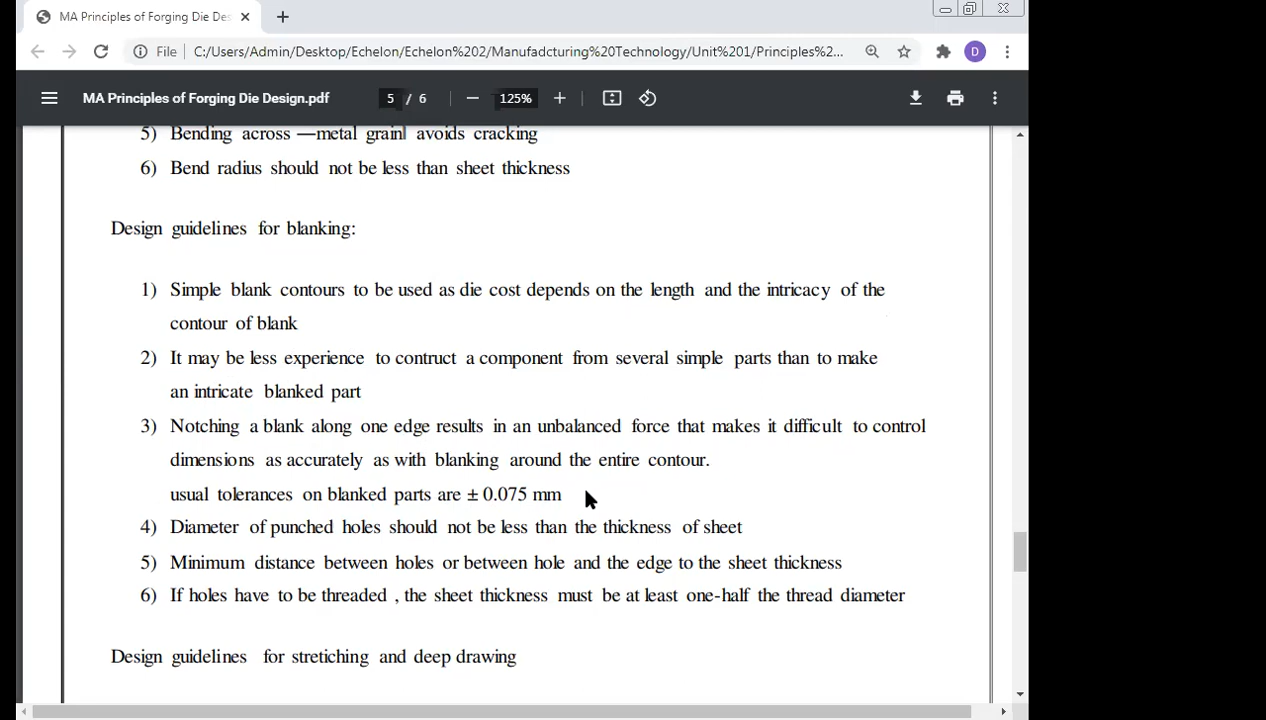 MA Principles of Forging Die Des
File C:/Users/Admin/Desktop/Echelon/Echelon%202/Manufadcturing%20Technology/Unit%201/Principles%2...
D
MA Principles of Forging Die Design.pdf 5 / 6 125%
5) Bending across —metal grain‖ avoids cracking
6) Bend radius should not be less than sheet thickness
Design guidelines for blanking:
1) Simple blank contours to be used as die cost depends on the length and the intricacy of the
contour of blank
2) It may be less experience to contruct a component from several simple parts than to make
an intricate blanked part
3) Notching a blank along one edge results in an unbalanced force that makes it difficult to control
dimensions as accurately as with blanking around the entire contour.
usual tolerances on blanked parts are ± 0.075 mm
4) Diameter of punched holes should not be less than the thickness of sheet
5) Minimum distance between holes or between hole and the edge to the sheet thickness
6) If holes have to be threaded , the sheet thickness must be at least one-half the thread diameter
Design guidelines for stretiching and deep drawing